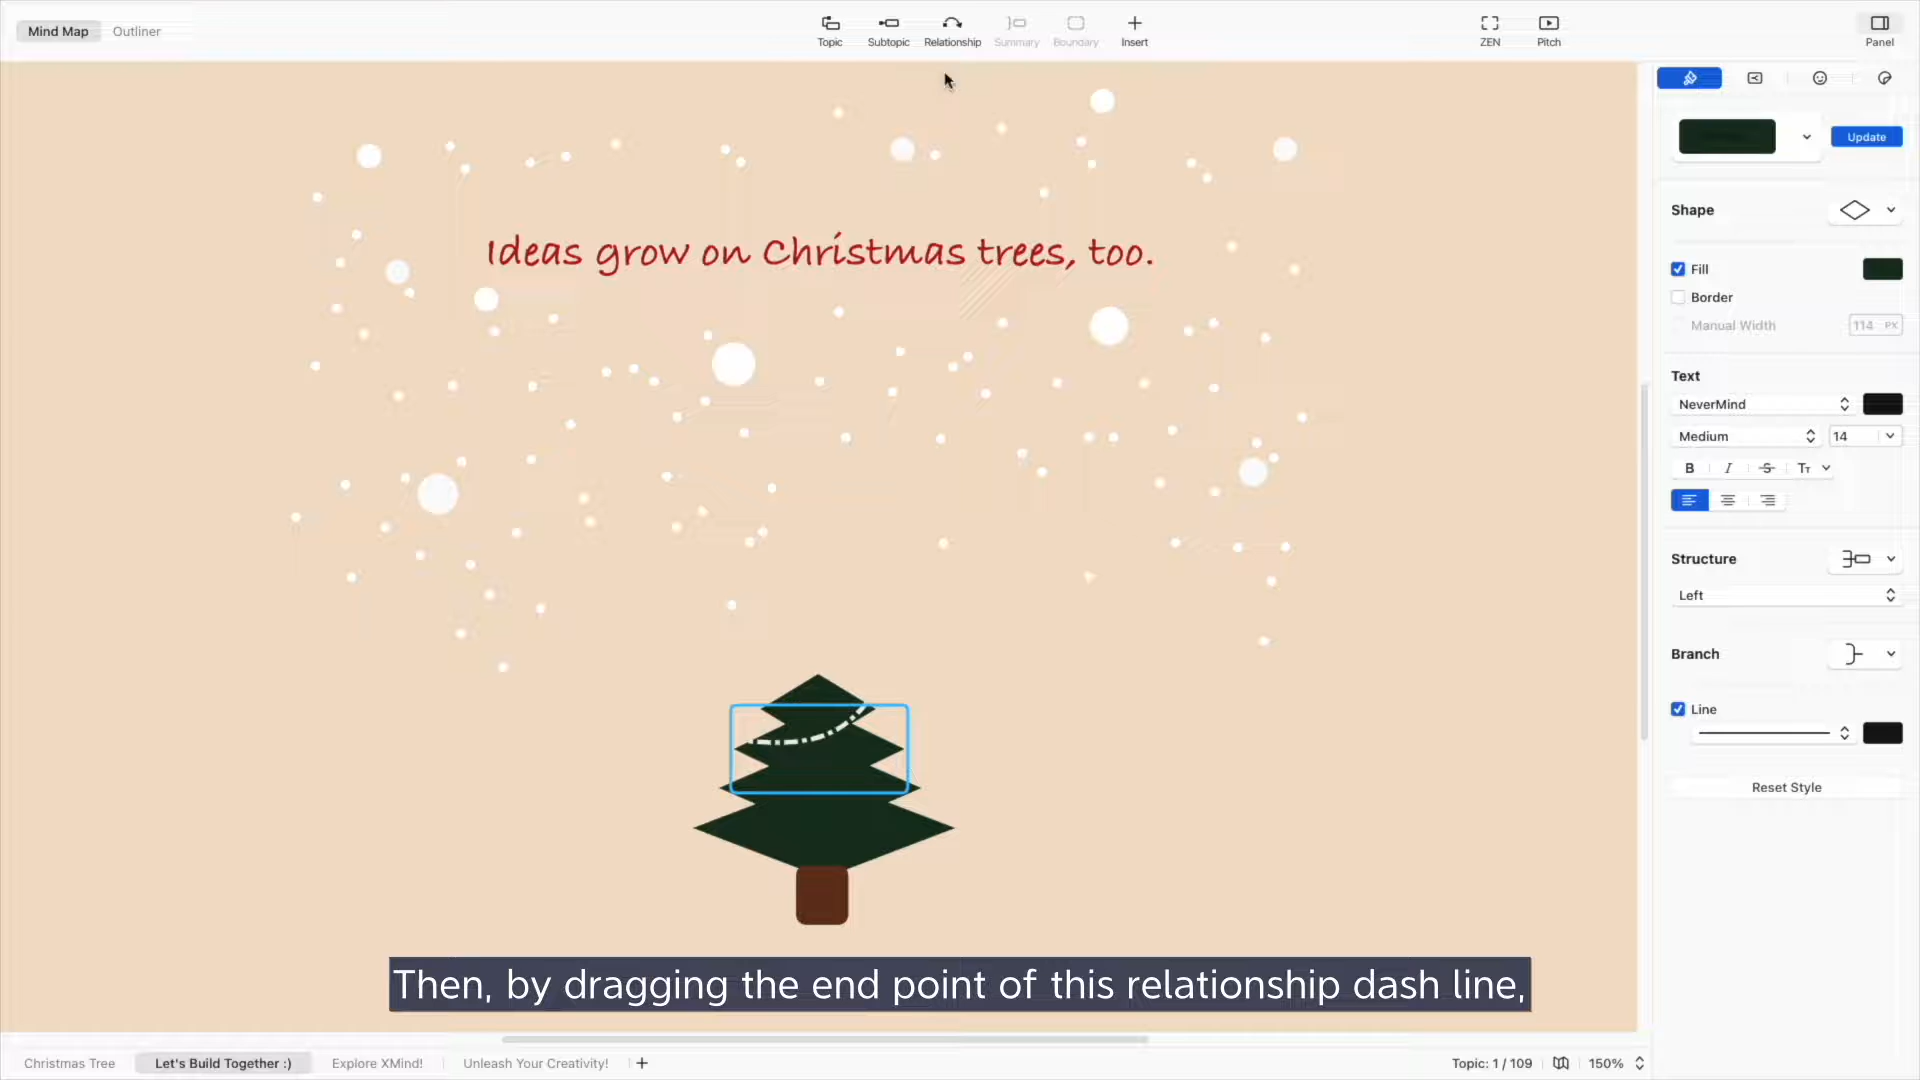 Mind Map
Outliner
Topic
Subtopic
Relationship
Summary
Boundary
Insert
ZEN
Pitch
Panel
Update
Shape
Ideas grow on Christmas trees, too.
Fill
Border
Manual Width
114 PX
Text
NeverMind
Medium
14
B I S Tт
Structure
Left
Branch
Line
Reset Style
Then, by dragging the end point of this relationship dash line,
Christmas Tree
Let's Build Together :)
Explore XMind!
Unleash Your Creativity!
Topic: 1 / 109
150%